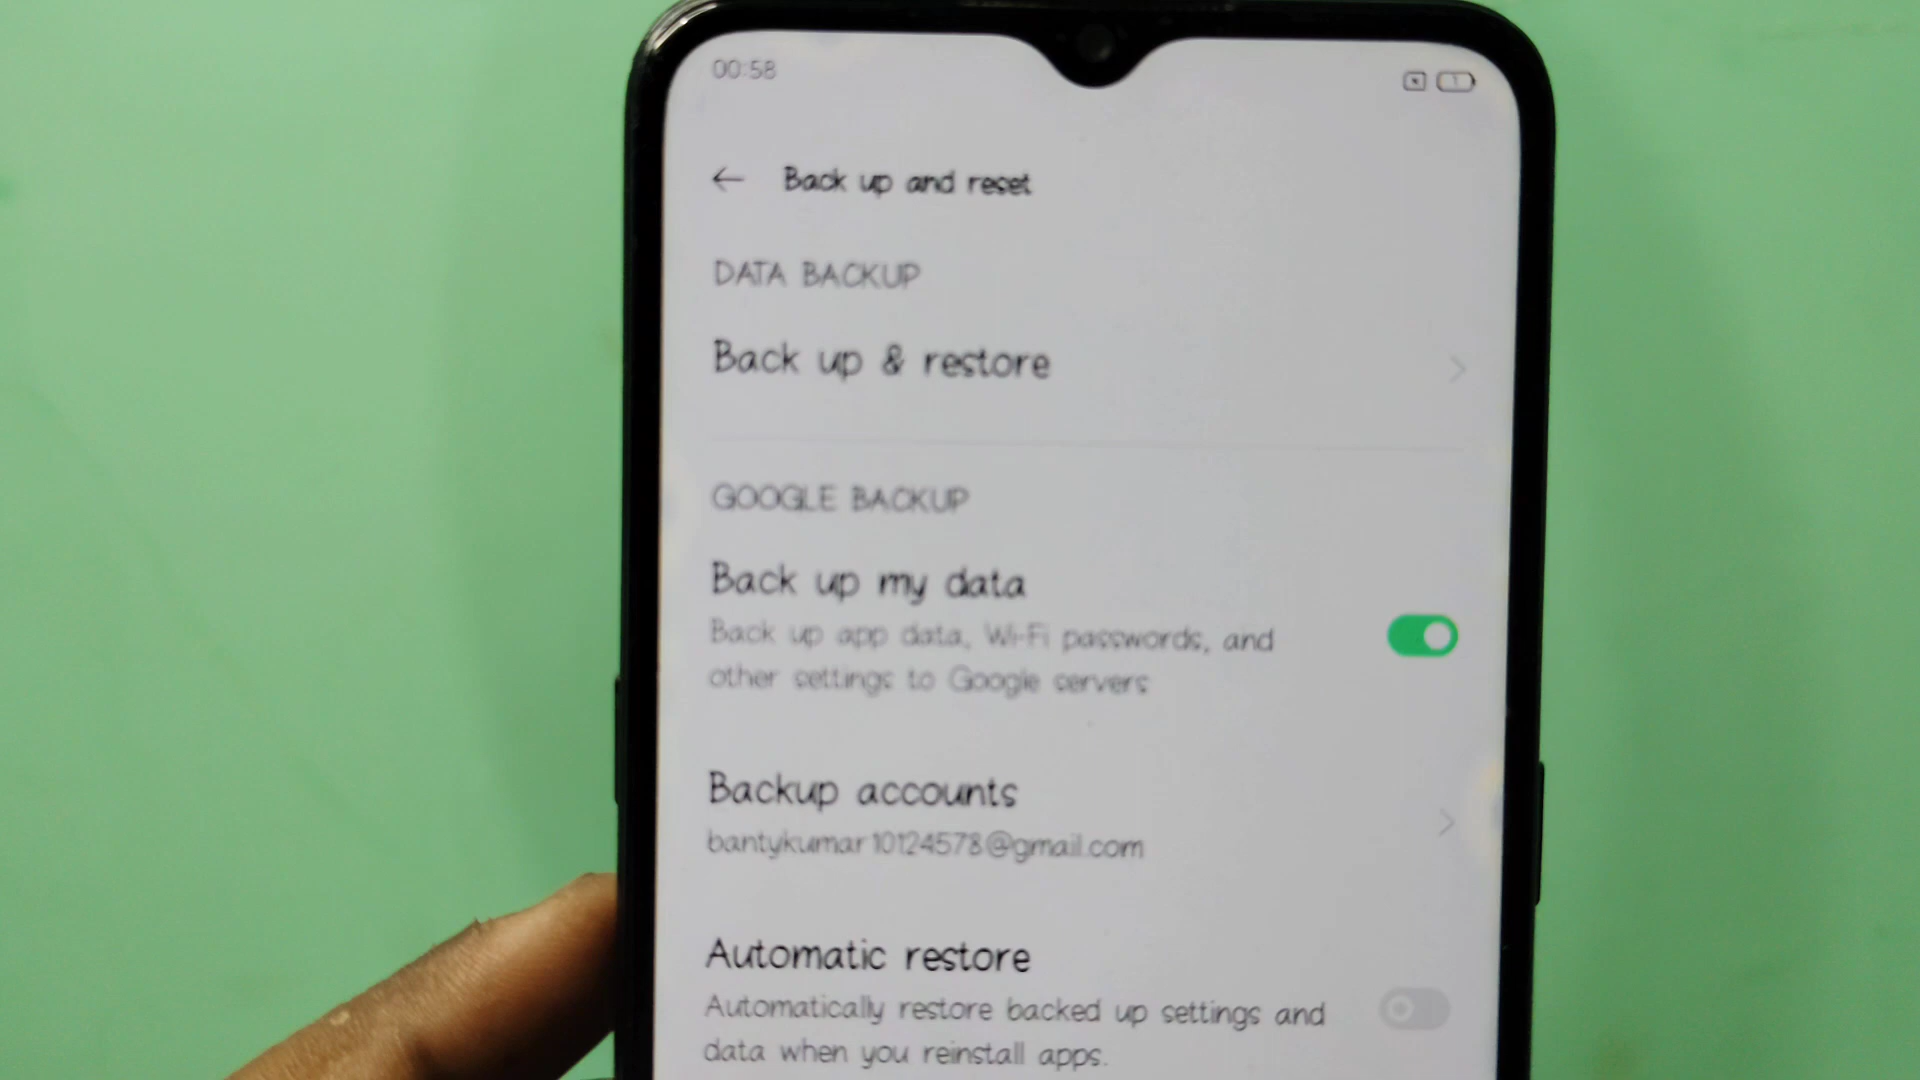 00:58
Back up and reset
DATA BACKUP
Back up & restore
GOOGLE BACKUP
Back up my data
Back up app data, Wi-Fi passwords, and
other settings to Google servers
Backup accounts
bantykumar10124578@gmail.com
Automatic restore
Automatically restore backed up settings and
data when you reinstall apps.